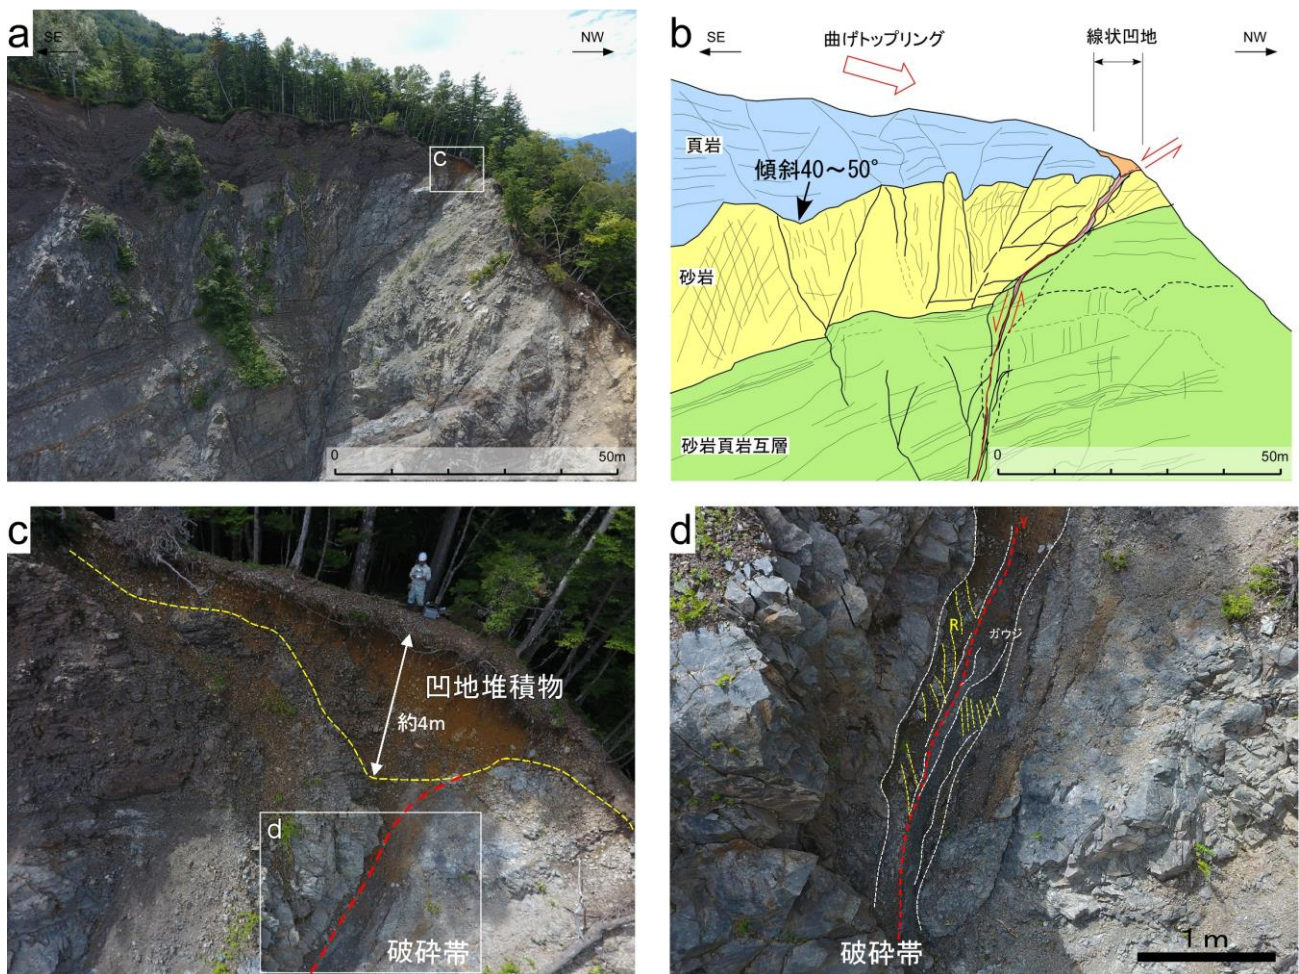 a
SE
NW
C
0
50m
b
SE
曲げトップリング
線状凹地
NW
頁岩
傾斜40～50°
砂岩
砂岩頁岩互層
0
50m
c
凹地堆積物
約4m
d
破砕帯
d
Y
R
ガウジ
破砕帯
1 m